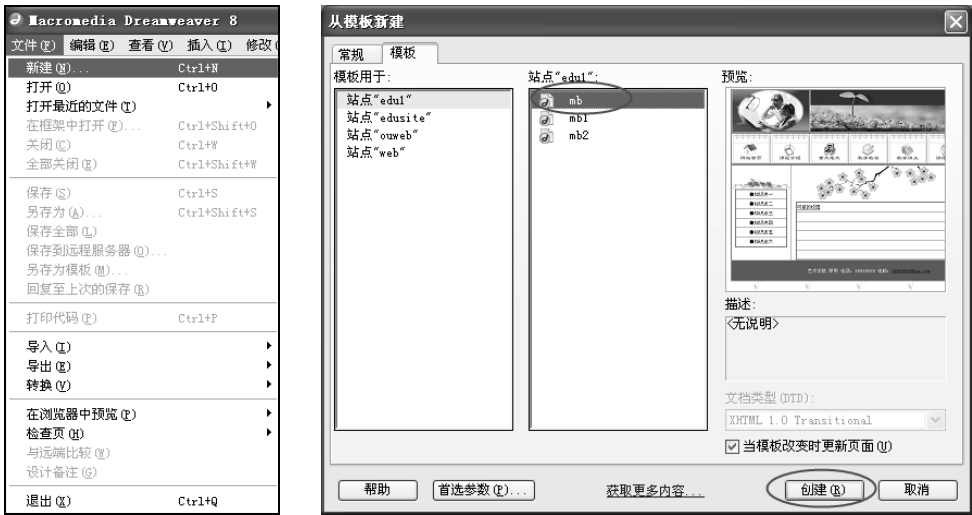 Macromedia Dreamweaver 8
文件(F) 编辑(E) 查看(V) 插入(I) 修改(
新建(N)... Ctrl+N
打开(O) Ctrl+O
打开最近的文件(T)
在框架中打开(F)... Ctrl+Shift+O
关闭(C) Ctrl+W
全部关闭(E) Ctrl+Shift+W
保存(S) Ctrl+S
另存为(A)... Ctrl+Shift+S
保存全部(L)
保存到远程服务器(D)...
另存为模板(M)...
回复至上次的保存(R)
打印代码(P) Ctrl+P
导入(I)
导出(E)
转换(V)
在浏览器中预览(P)
检查页(H)
与远端比较(W)
设计备注(G)
退出(X) Ctrl+Q
从模板新建
常规 模板
模板用于:
站点"edu1"
站点"edusite"
站点"ouweb"
站点"web"
站点"edu1":
mb
mb1
mb2
预览:
描述:
<无说明>
文档类型(DTD):
XHTML 1.0 Transitional
当模板改变时更新页面(U)
帮助 首选参数(P)... 获取更多内容... 创建(R) 取消